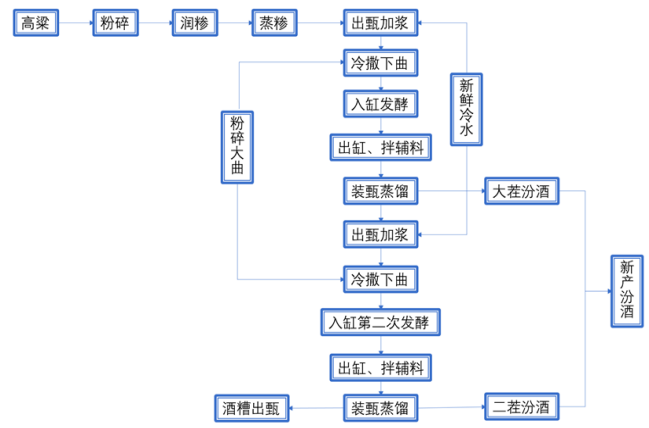 高粱
粉碎
润糁
蒸糁
出甑加浆
冷撒下曲
入缸发酵
出缸、拌辅料
装甑蒸馏
出甑加浆
冷撒下曲
入缸第二次发酵
出缸、拌辅料
装甑蒸馏
酒糟出甑
粉碎大曲
新鲜冷水
大茬汾酒
二茬汾酒
新产汾酒